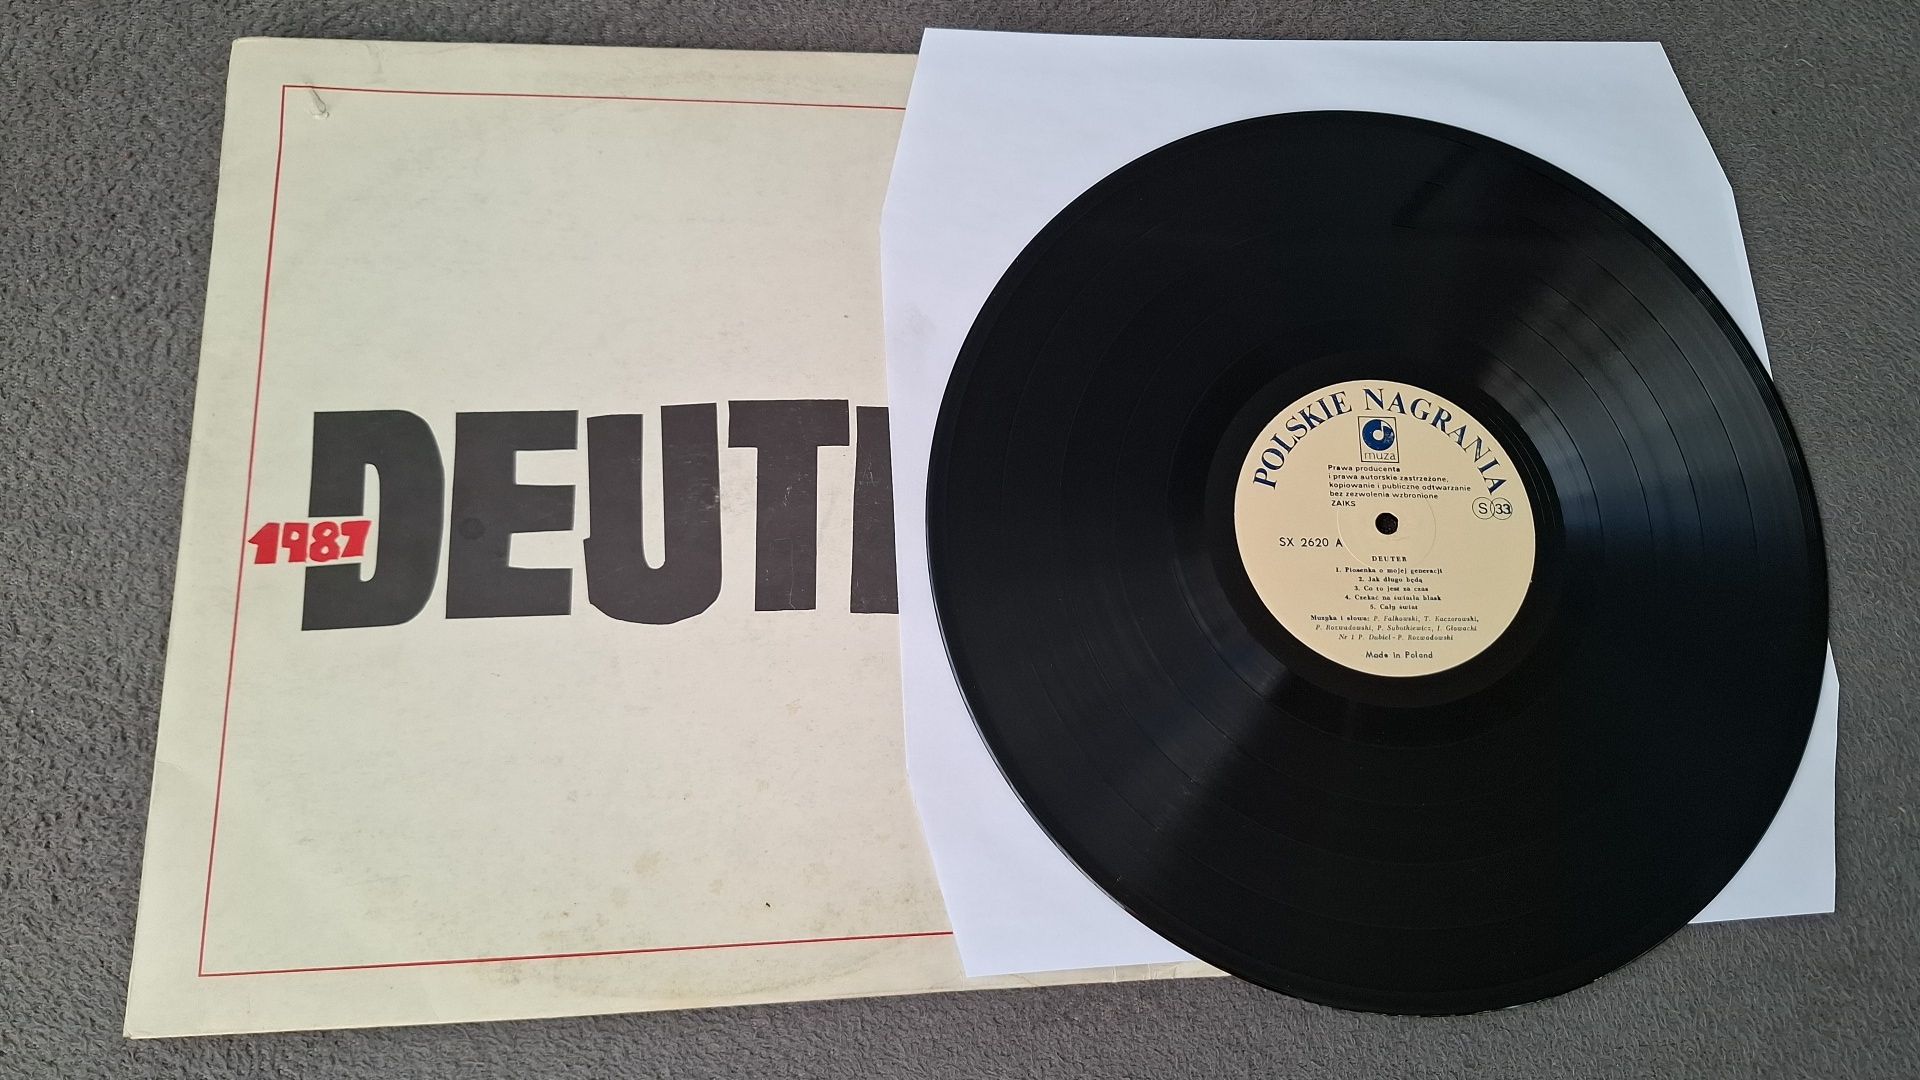 1987
DEUTE
POLSKIE NAGRANIA
muza
Prawa producenta
i prawa autorskie zastrzeżone,
kopiowanie i publiczne odtwarzanie
bez zezwolenia wzbronione
ZAIKS
S 33
SX 2620 A
DEUTER
1. Piosenka o mojej generacji
2. Jak długo będą
3. Co to jest za czas
4. Czekać na światła blask
5. Cały świat
Muzyka i słowa: P. Falkowski, T. Kaczorowski,
P. Rozwadowski, P. Subotkiewicz, I. Głowacki
Nr 1 P. Dubiel - P. Rozwadowski
Made in Poland